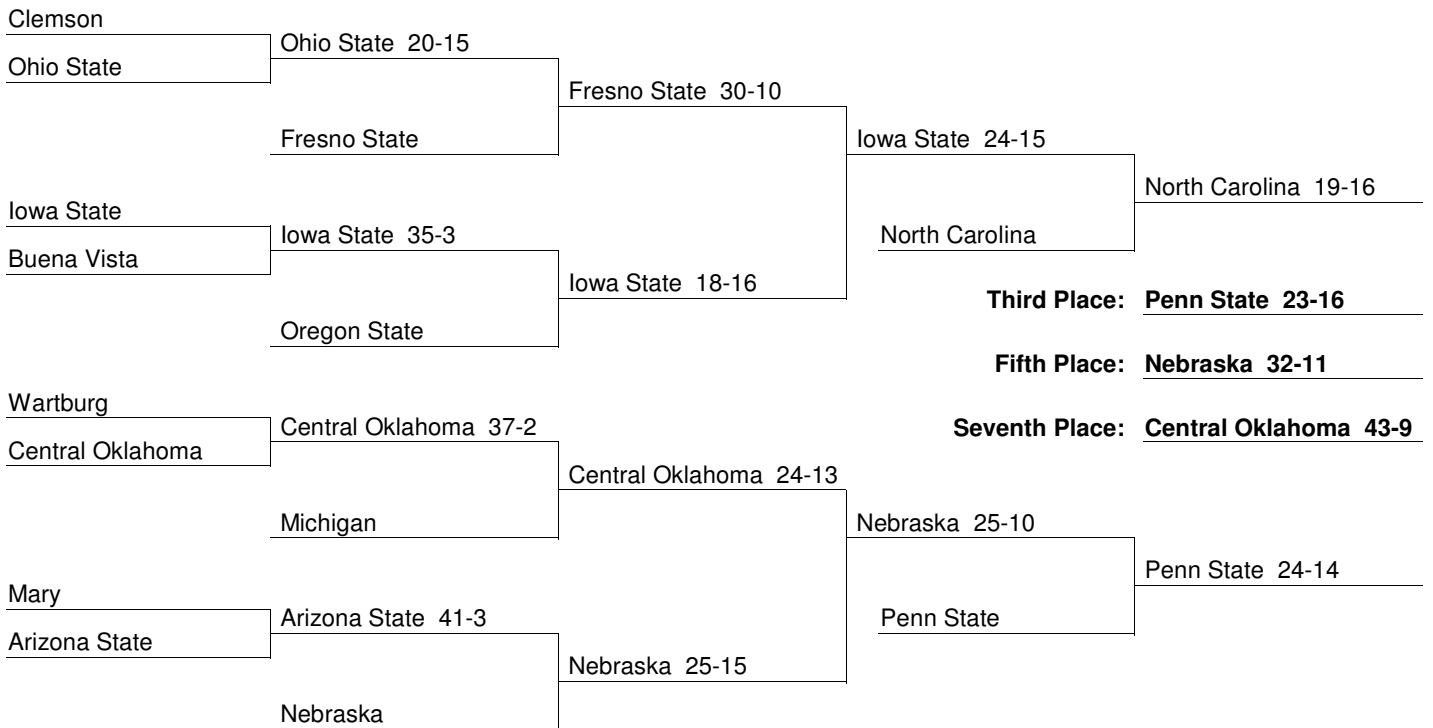 Clemson
Ohio State 20-15
Ohio State
Fresno State 30-10
Fresno State
Iowa State 24-15
North Carolina 19-16
Iowa State
Iowa State 35-3
North Carolina
Buena Vista
Iowa State 18-16
Third Place: Penn State 23-16
Oregon State
Fifth Place: Nebraska 32-11
Wartburg
Central Oklahoma 37-2
Seventh Place: Central Oklahoma 43-9
Central Oklahoma
Central Oklahoma 24-13
Michigan
Nebraska 25-10
Penn State 24-14
Mary
Arizona State 41-3
Penn State
Arizona State
Nebraska 25-15
Nebraska